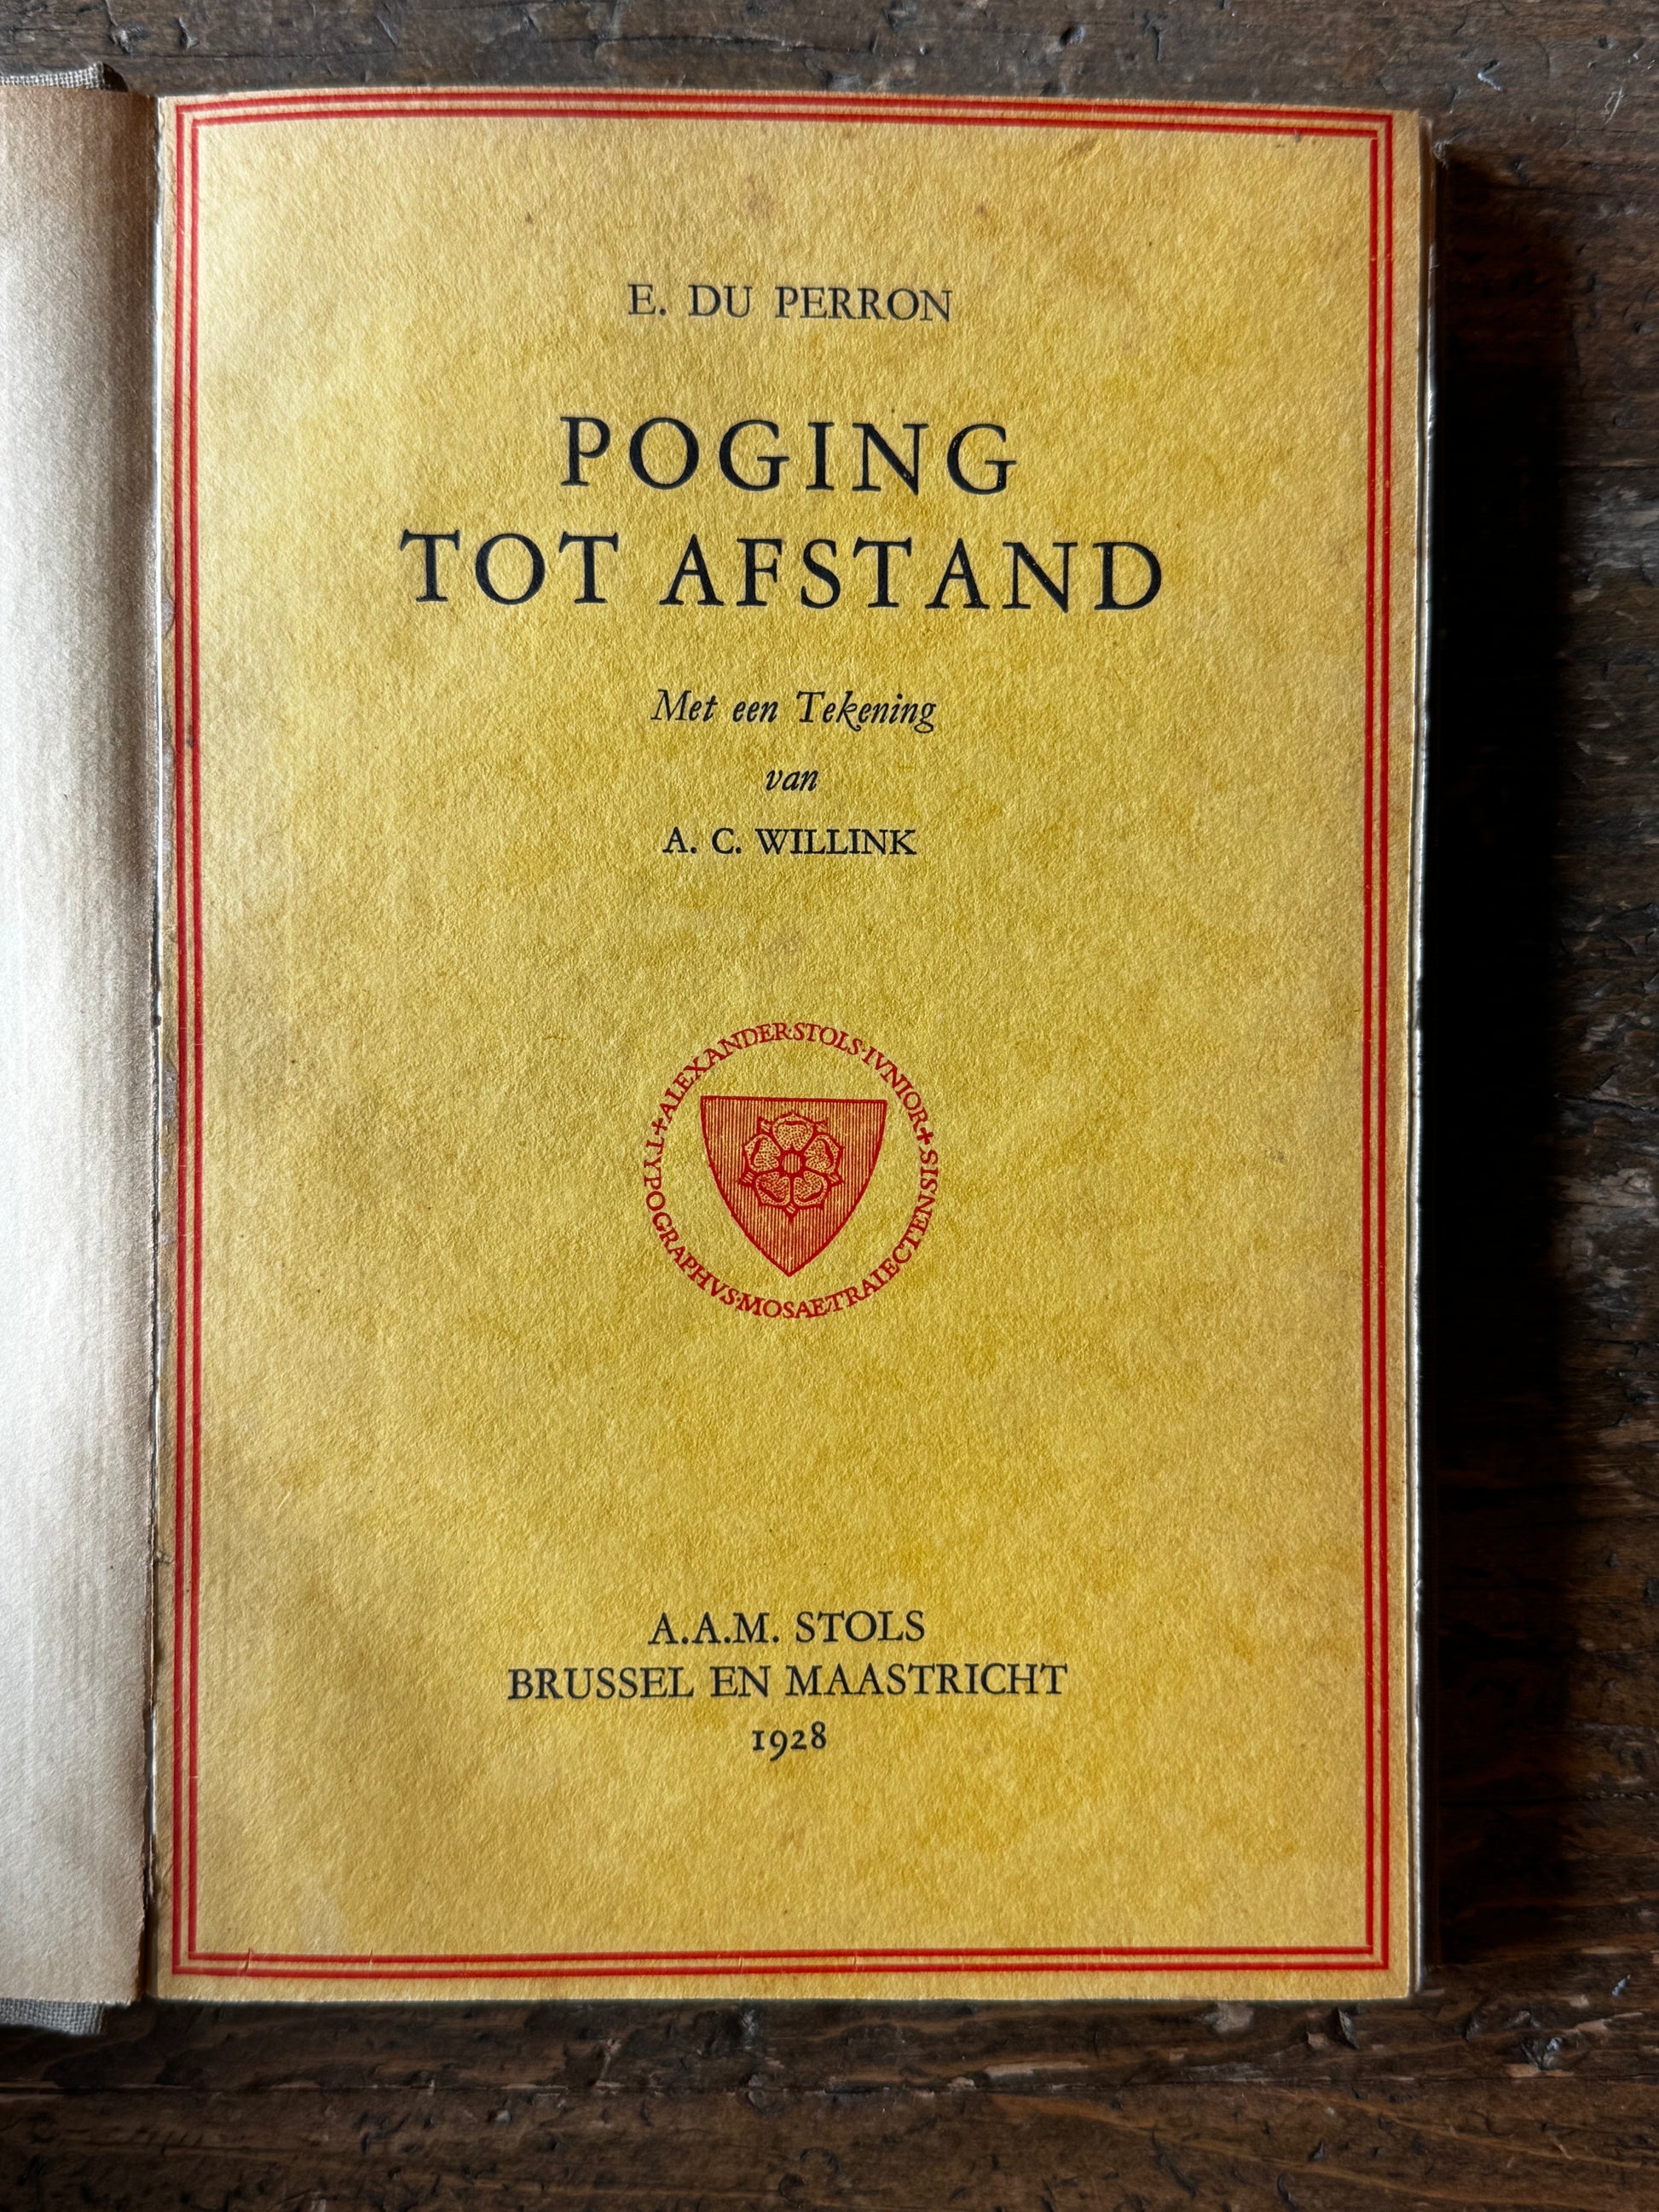 E. DU PERRON
POGING
TOT AFSTAND
Met een Tekening
van
A. C. WILLINK
ALEXANDER·STOLS·IVNIOR
TYPOGRAPHVS·MOSAETRAIECTENSIS
A.A.M. STOLS
BRUSSEL EN MAASTRICHT
1928